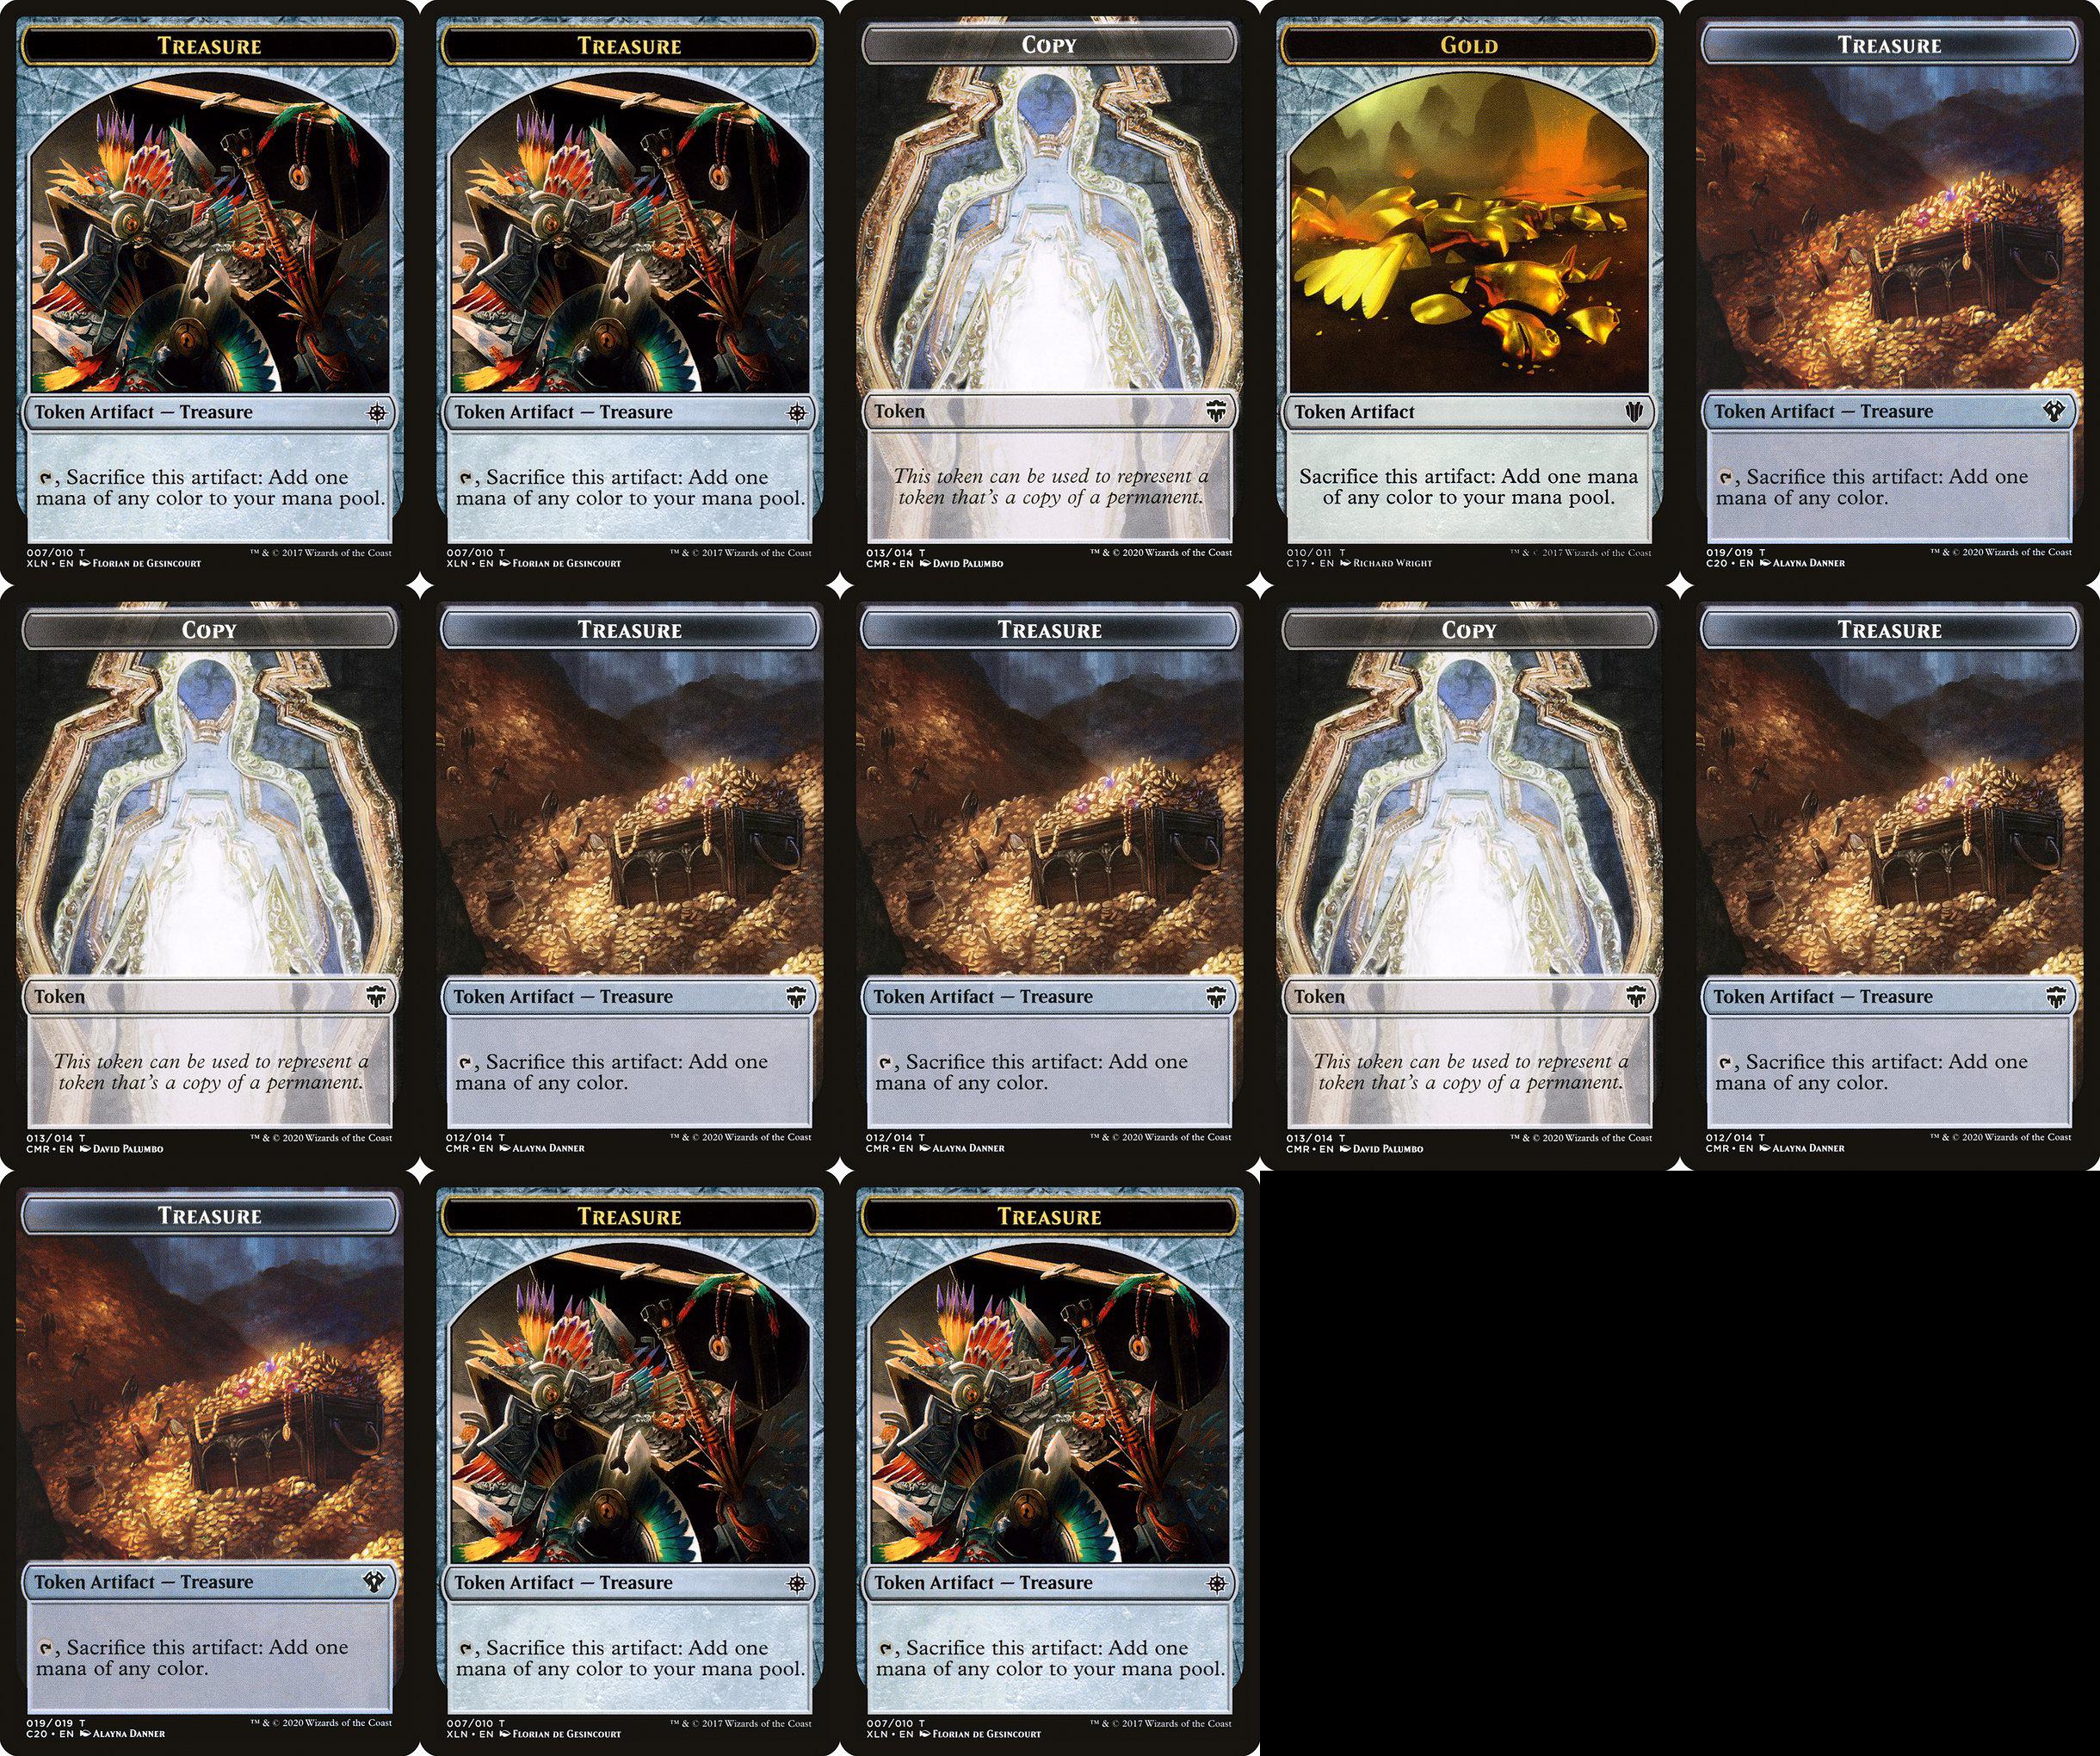 TREASURE
Token Artifact — Treasure
, Sacrifice this artifact: Add one
mana of any color to your mana pool.
007/010 T
™ & © 2017 Wizards of the Coast
XLN • EN FLORIAN DE GESINCOURT
TREASURE
Token Artifact — Treasure
, Sacrifice this artifact: Add one
mana of any color to your mana pool.
007/010 T
™ & © 2017 Wizards of the Coast
XLN • EN FLORIAN DE GESINCOURT
COPY
Token
This token can be used to represent a
token that's a copy of a permanent.
013/014 T
™ & © 2020 Wizards of the Coast
CMR • EN DAVID PALUMBO
GOLD
Token Artifact
Sacrifice this artifact: Add one mana
of any color to your mana pool.
010/011 T
™ & © 2017 Wizards of the Coast
C17 • EN RICHARD WRIGHT
TREASURE
Token Artifact — Treasure
, Sacrifice this artifact: Add one
mana of any color.
019/019 T
™ & © 2020 Wizards of the Coast
C20 • EN ALAYNA DANNER
COPY
Token
This token can be used to represent a
token that's a copy of a permanent.
013/014 T
™ & © 2020 Wizards of the Coast
CMR • EN DAVID PALUMBO
TREASURE
Token Artifact — Treasure
, Sacrifice this artifact: Add one
mana of any color.
012/014 T
™ & © 2020 Wizards of the Coast
CMR • EN ALAYNA DANNER
TREASURE
Token Artifact — Treasure
, Sacrifice this artifact: Add one
mana of any color.
012/014 T
™ & © 2020 Wizards of the Coast
CMR • EN ALAYNA DANNER
COPY
Token
This token can be used to represent a
token that's a copy of a permanent.
013/014 T
™ & © 2020 Wizards of the Coast
CMR • EN DAVID PALUMBO
TREASURE
Token Artifact — Treasure
, Sacrifice this artifact: Add one
mana of any color.
012/014 T
™ & © 2020 Wizards of the Coast
CMR • EN ALAYNA DANNER
TREASURE
Token Artifact — Treasure
, Sacrifice this artifact: Add one
mana of any color.
019/019 T
™ & © 2020 Wizards of the Coast
C20 • EN ALAYNA DANNER
TREASURE
Token Artifact — Treasure
, Sacrifice this artifact: Add one
mana of any color to your mana pool.
007/010 T
™ & © 2017 Wizards of the Coast
XLN • EN FLORIAN DE GESINCOURT
TREASURE
Token Artifact — Treasure
, Sacrifice this artifact: Add one
mana of any color to your mana pool.
007/010 T
™ & © 2017 Wizards of the Coast
XLN • EN FLORIAN DE GESINCOURT